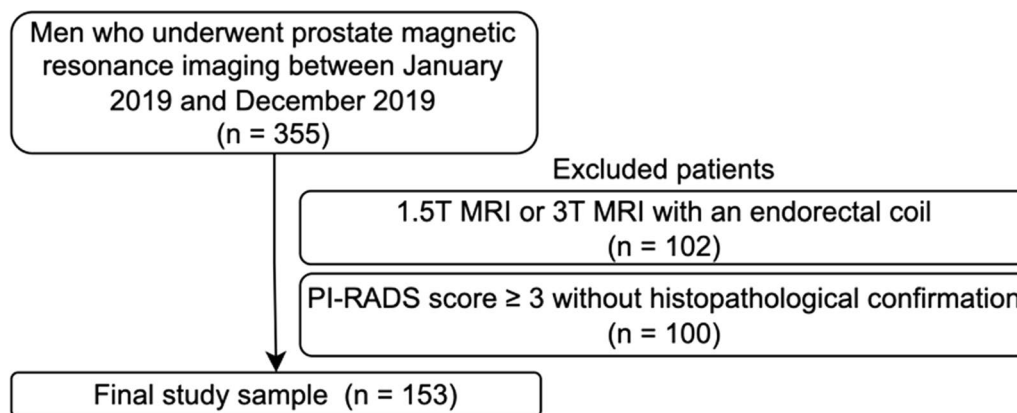 Men who underwent prostate magnetic
resonance imaging between January
2019 and December 2019
(n = 355)
Excluded patients
1.5T MRI or 3T MRI with an endorectal coil
(n = 102)
PI-RADS score ≥ 3 without histopathological confirmation
(n = 100)
Final study sample (n = 153)